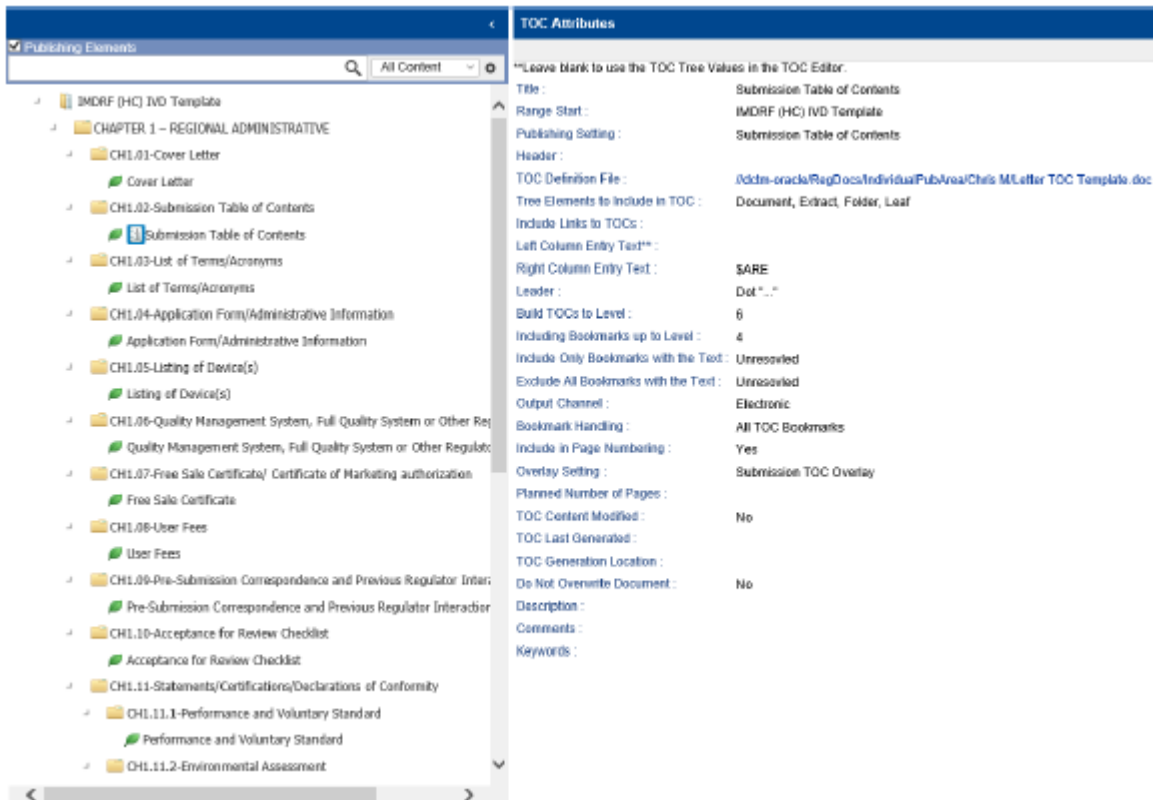 Publishing Elements
All Content
IMDRF (HC) IVD Template
CHAPTER 1 – REGIONAL ADMINISTRATIVE
CH1.01-Cover Letter
Cover Letter
CH1.02-Submission Table of Contents
Submission Table of Contents
CH1.03-List of Terms/Acronyms
List of Terms/Acronyms
CH1.04-Application Form/Administrative Information
Application Form/Administrative Information
CH1.05-Listing of Device(s)
Listing of Device(s)
CH1.06-Quality Management System, Full Quality System or Other Reg
Quality Management System, Full Quality System or Other Regulato
CH1.07-Free Sale Certificate/ Certificate of Marketing authorization
Free Sale Certificate
CH1.08-User Fees
User Fees
CH1.09-Pre-Submission Correspondence and Previous Regulator Intera
Pre-Submission Correspondence and Previous Regulator Interaction
CH1.10-Acceptance for Review Checklist
Acceptance for Review Checklist
CH1.11-Statements/Certifications/Declarations of Conformity
CH1.11.1-Performance and Voluntary Standard
Performance and Voluntary Standard
CH1.11.2-Environmental Assessment
TOC Attributes
**Leave blank to use the TOC Tree Values in the TOC Editor.
Title : Submission Table of Contents
Range Start : IMDRF (HC) IVD Template
Publishing Setting : Submission Table of Contents
Header :
TOC Definition File : //dctm-oracle/RegDocs/IndividualPubArea/Chris M/Letter TOC Template.doc
Tree Elements to Include in TOC : Document, Extract, Folder, Leaf
Include Links to TOCs :
Left Column Entry Text** :
Right Column Entry Text : $ARE
Leader : Dot "..."
Build TOCs to Level : 6
Including Bookmarks up to Level : 4
Include Only Bookmarks with the Text : Unresovled
Exclude All Bookmarks with the Text : Unresovled
Output Channel : Electronic
Bookmark Handling : All TOC Bookmarks
Include in Page Numbering : Yes
Overlay Setting : Submission TOC Overlay
Planned Number of Pages :
TOC Content Modified : No
TOC Last Generated :
TOC Generation Location :
Do Not Overwrite Document : No
Description :
Comments :
Keywords :